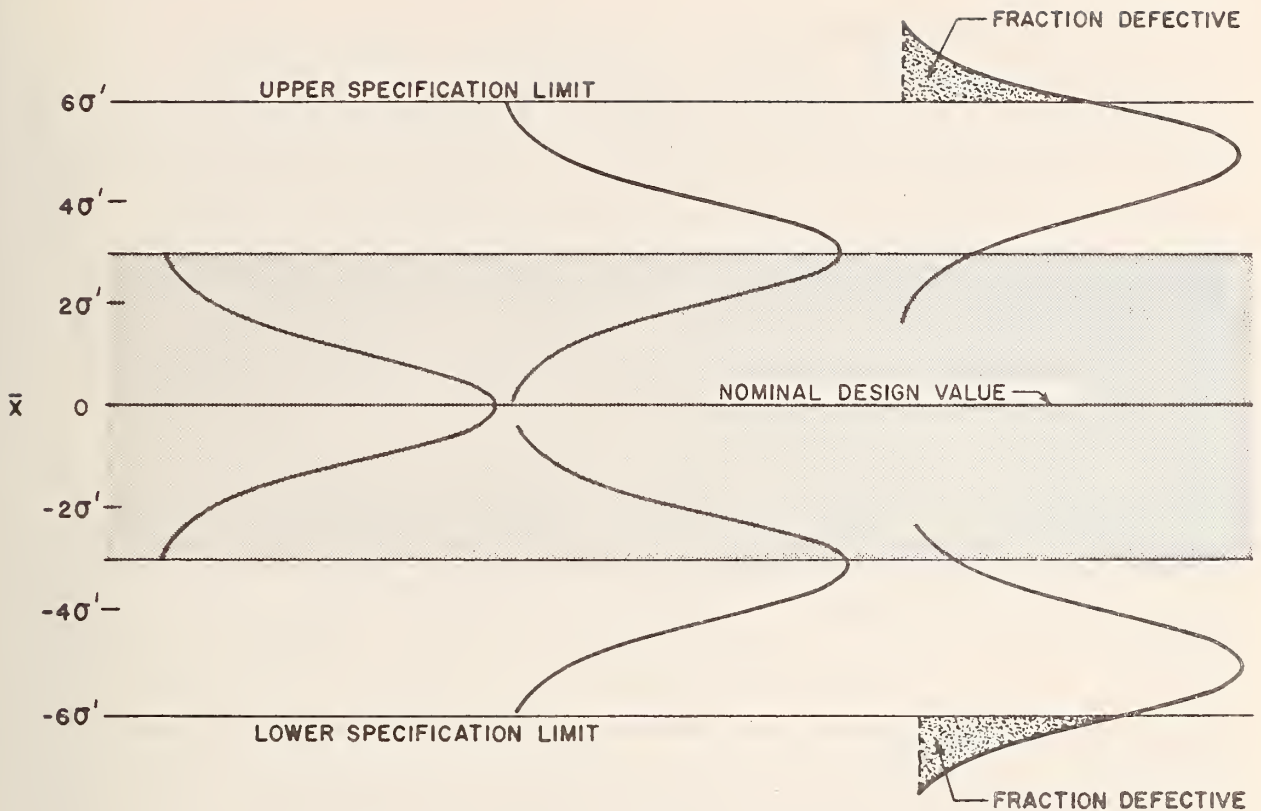 FRACTION DEFECTIVE
UPPER SPECIFICATION LIMIT
6σ'
4σ'
2σ'
NOMINAL DESIGN VALUE
x̄ 0
-2σ'
-4σ'
-6σ'
LOWER SPECIFICATION LIMIT
FRACTION DEFECTIVE